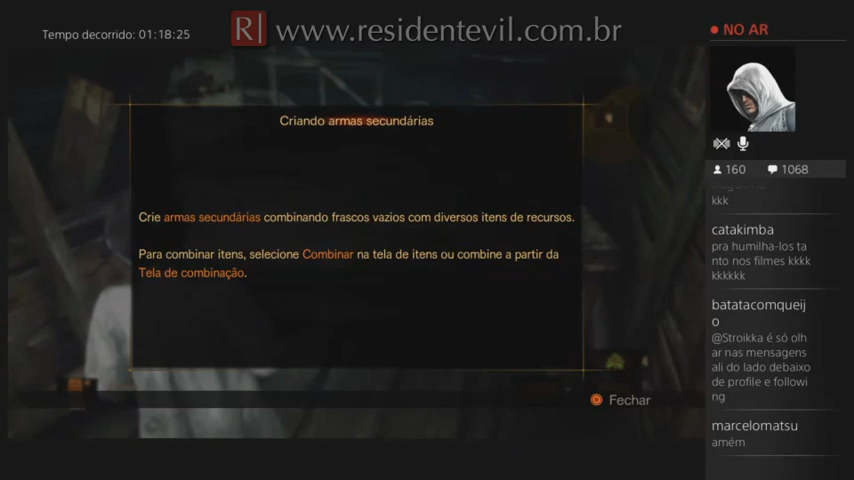 Tempo decorrido: 01:18:25
R| www.residentevil.com.br
NO AR
160 1068
Criando armas secundárias
Crie armas secundárias combinando frascos vazios com diversos itens de recursos.
Para combinar itens, selecione Combinar na tela de itens ou combine a partir da
Tela de combinação.
Fechar
kkk
catakimba
pra humilha-los ta
nto nos filmes kkkk
kkkkkk
batatacomqueij
o
@Stroikka é só olh
ar nas mensagens
ali do lado debaixo
de profile e followi
ng
marcelomatsu
amém